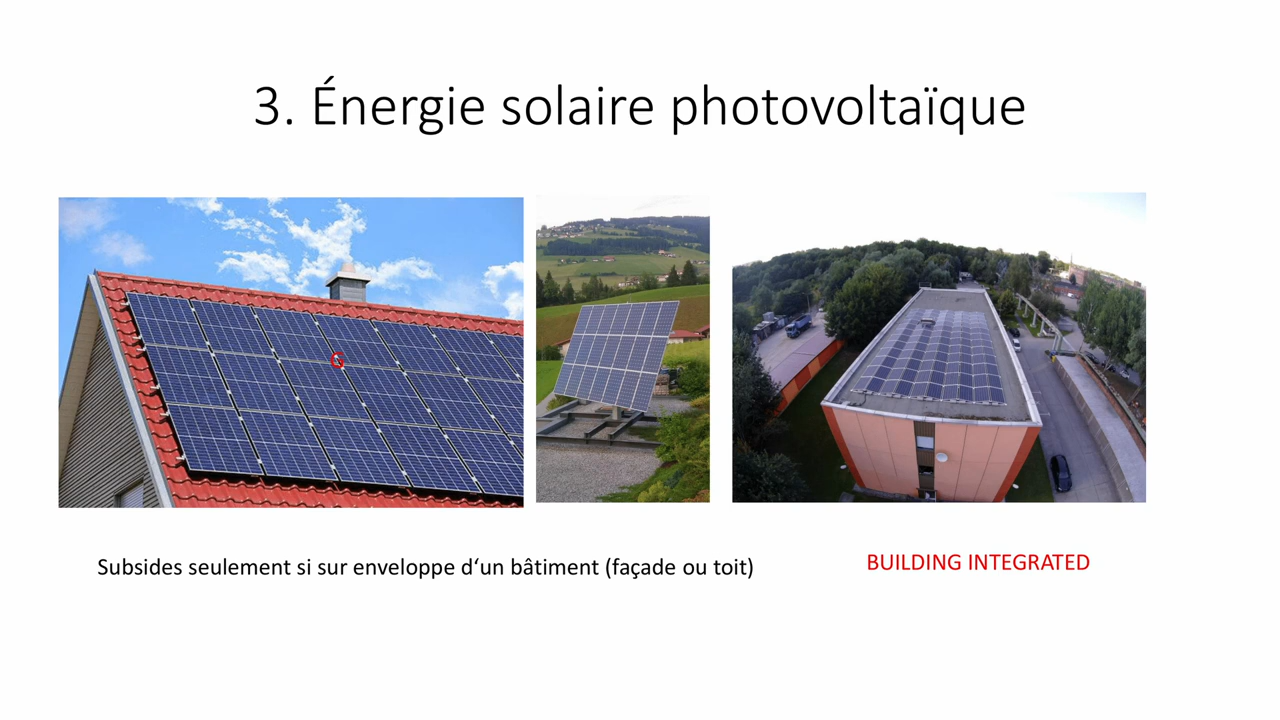 3. Énergie solaire photovoltaïque
G
Subsides seulement si sur enveloppe d‘un bâtiment (façade ou toit)
BUILDING INTEGRATED